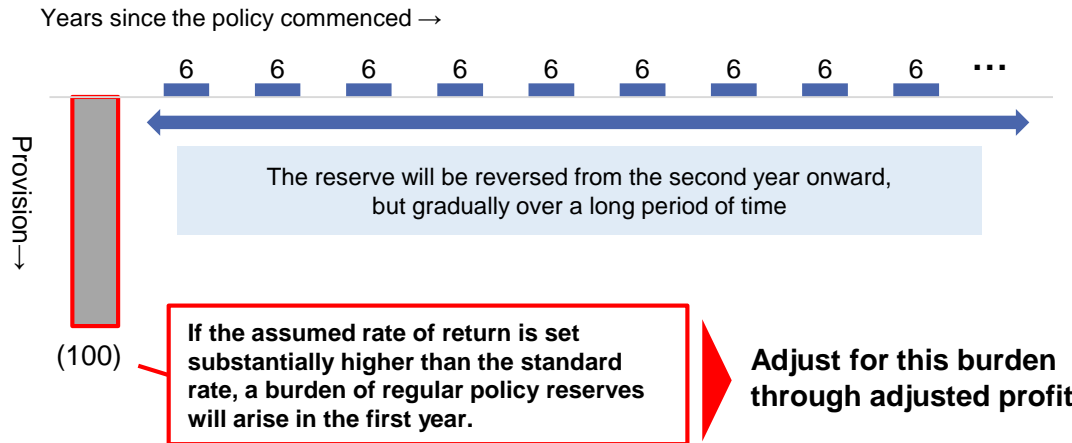 Years since the policy commenced →
6 6 6 6 6 6 6 6 6 …
Provision→
The reserve will be reversed from the second year onward,
but gradually over a long period of time
(100)
If the assumed rate of return is set
substantially higher than the standard
rate, a burden of regular policy reserves
will arise in the first year.
Adjust for this burden
through adjusted profit